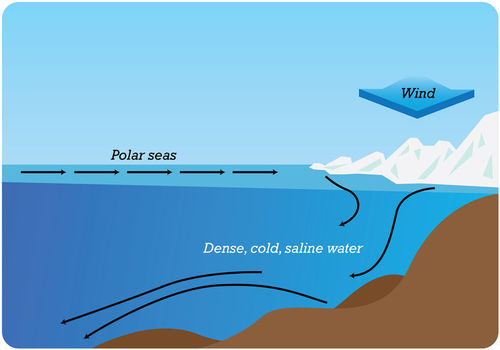 Wind
Polar seas
Dense, cold, saline water